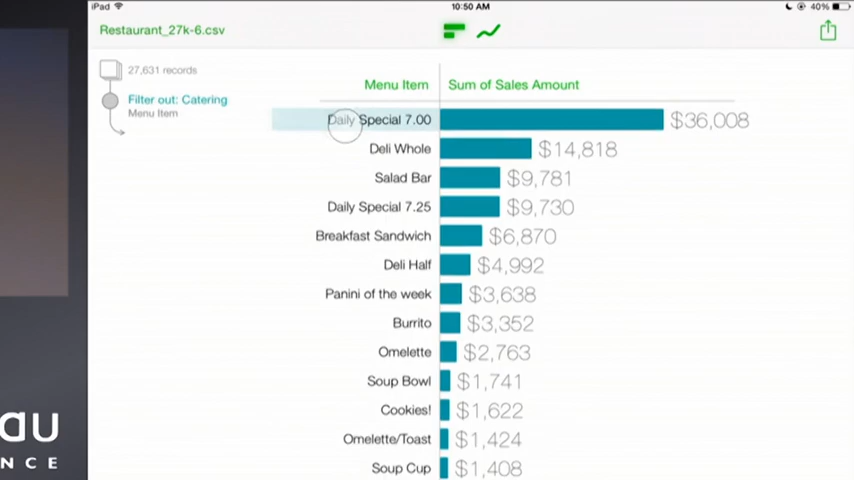 iPad 10:50 AM 40%
Restaurant_27k-6.csv
27,631 records
Filter out: Catering
Menu Item
Menu Item Sum of Sales Amount
Daily Special 7.00 $36,008
Deli Whole $14,818
Salad Bar $9,781
Daily Special 7.25 $9,730
Breakfast Sandwich $6,870
Deli Half $4,992
Panini of the week $3,638
Burrito $3,352
Omelette $2,763
Soup Bowl $1,741
Cookies! $1,622
Omelette/Toast $1,424
Soup Cup $1,408
au
NCE